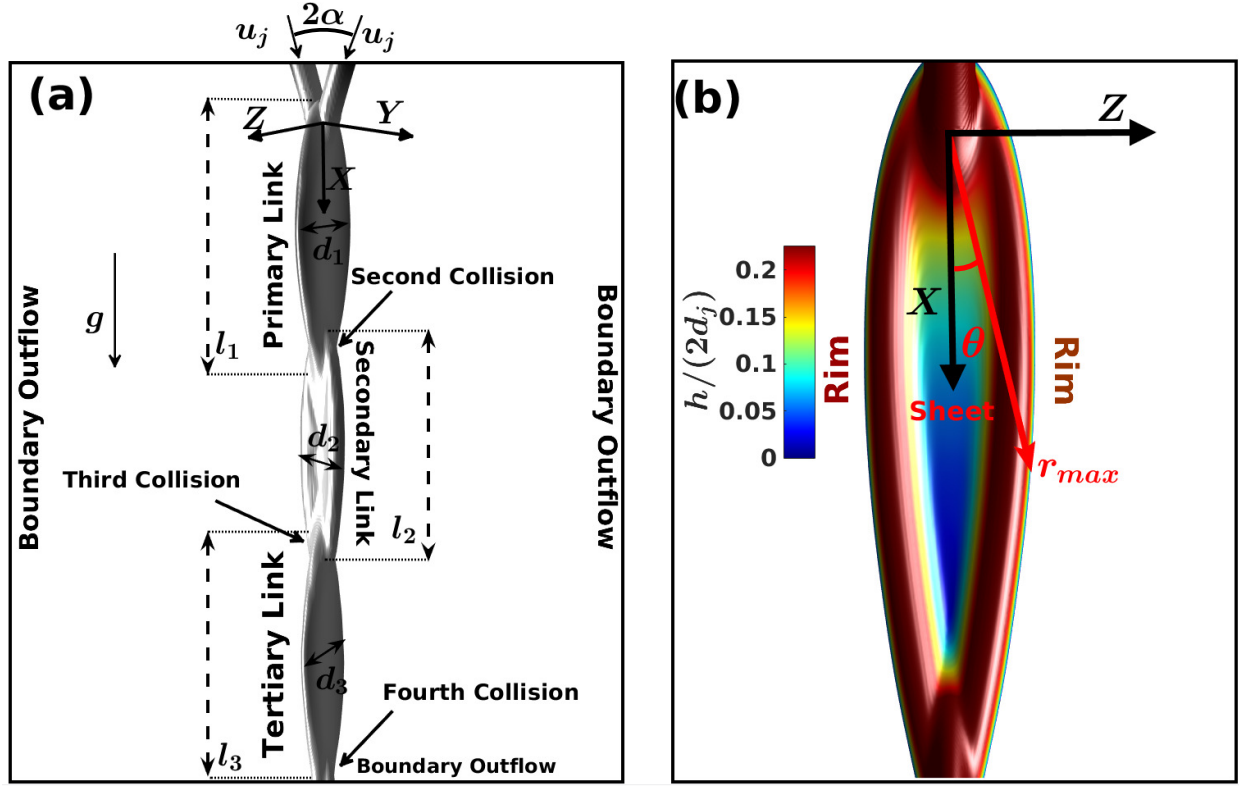 2α
u_j
u_j
(a)
Z
Y
X
Primary Link
d_1
Second Collision
g
l_1
Boundary Outflow
Secondary Link
d_2
Third Collision
l_2
Boundary Outflow
Tertiary Link
d_3
Fourth Collision
l_3
Boundary Outflow
(b)
Z
X
θ
h/(2d_j)
0.2
0.15
0.1
0.05
0
Rim
Rim
Sheet
r_max